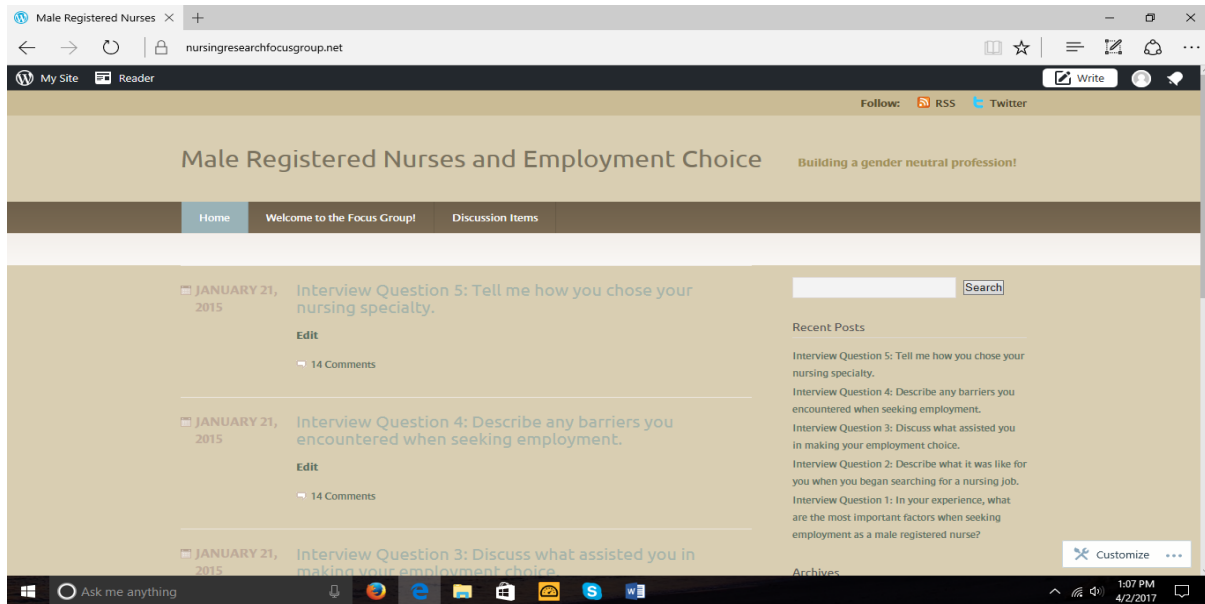 Male Registered Nurses
nursingresearchfocusgroup.net
My Site Reader Write
Follow: RSS Twitter
Male Registered Nurses and Employment Choice
Building a gender neutral profession!
Home Welcome to the Focus Group! Discussion Items
JANUARY 21,
2015
Interview Question 5: Tell me how you chose your
nursing specialty.
Edit
14 Comments
JANUARY 21,
2015
Interview Question 4: Describe any barriers you
encountered when seeking employment.
Edit
14 Comments
JANUARY 21,
2015
Interview Question 3: Discuss what assisted you in
making your employment choice.
Search
Recent Posts
Interview Question 5: Tell me how you chose your
nursing specialty.
Interview Question 4: Describe any barriers you
encountered when seeking employment.
Interview Question 3: Discuss what assisted you
in making your employment choice.
Interview Question 2: Describe what it was like for
you when you began searching for a nursing job.
Interview Question 1: In your experience, what
are the most important factors when seeking
employment as a male registered nurse?
Archives
Customize
Ask me anything
1:07 PM
4/2/2017